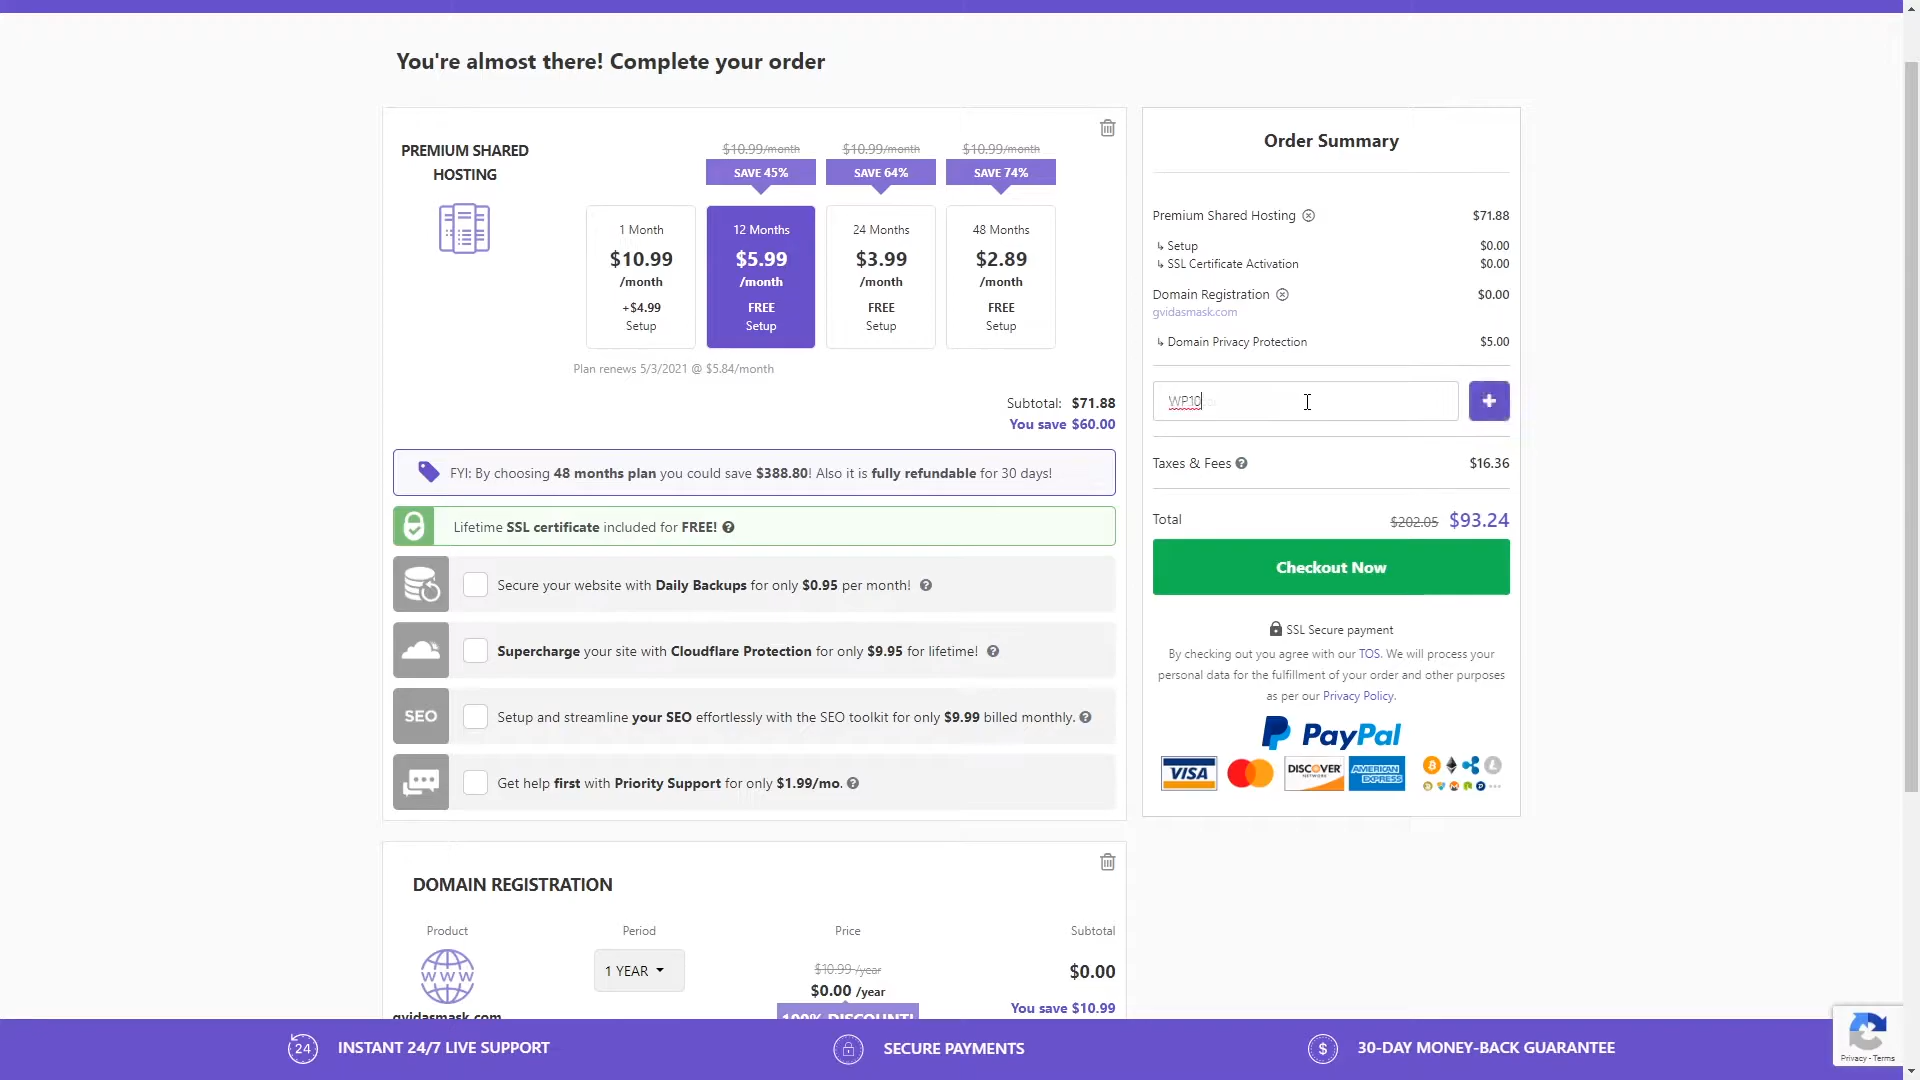 You're almost there! Complete your order
PREMIUM SHARED
HOSTING
$10.99/month
SAVE 45%
$10.99/month
SAVE 64%
$10.99/month
SAVE 74%
1 Month
$10.99
/month
+$4.99
Setup
12 Months
$5.99
/month
FREE
Setup
24 Months
$3.99
/month
FREE
Setup
48 Months
$2.89
/month
FREE
Setup
Plan renews 5/3/2021 @ $5.84/month
Subtotal: $71.88
You save $60.00
FYI: By choosing 48 months plan you could save $388.80! Also it is fully refundable for 30 days!
Lifetime SSL certificate included for FREE! ?
Secure your website with Daily Backups for only $0.95 per month! ?
Supercharge your site with Cloudflare Protection for only $9.95 for lifetime! ?
SEO
Setup and streamline your SEO effortlessly with the SEO toolkit for only $9.99 billed monthly. ?
Get help first with Priority Support for only $1.99/mo. ?
DOMAIN REGISTRATION
Product Period Price Subtotal
WWW
gvidasmask.com
1 YEAR
$10.99 /year
$0.00 /year
100% DISCOUNT!
$0.00
You save $10.99
Order Summary
Premium Shared Hosting $71.88
↳ Setup $0.00
↳ SSL Certificate Activation $0.00
Domain Registration $0.00
gvidasmask.com
↳ Domain Privacy Protection $5.00
WP10
+
Taxes & Fees ? $16.36
Total $202.05 $93.24
Checkout Now
SSL Secure payment
By checking out you agree with our TOS. We will process your
personal data for the fulfillment of your order and other purposes
as per our Privacy Policy.
PayPal
VISA
DISCOVER
NETWORK
AMERICAN
EXPRESS
24 INSTANT 24/7 LIVE SUPPORT
SECURE PAYMENTS
$ 30-DAY MONEY-BACK GUARANTEE
Privacy - Terms